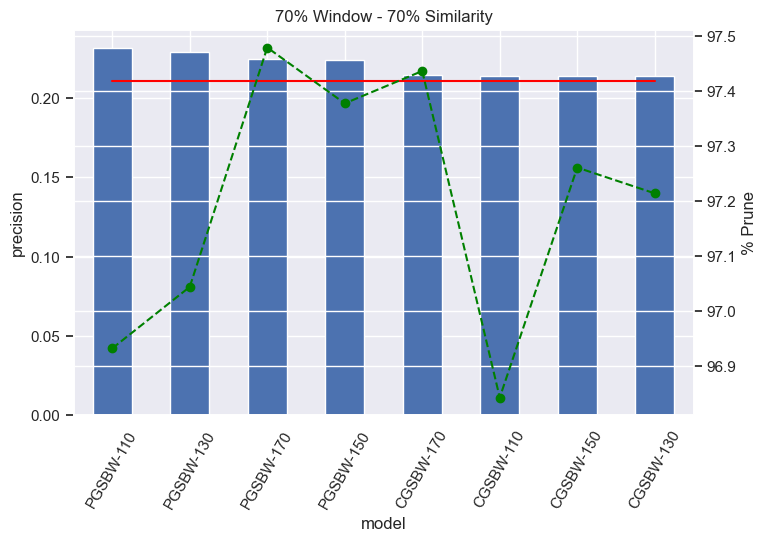 70% Window - 70% Similarity
precision
0.20
0.15
0.10
0.05
0.00
97.5
97.4
97.3
97.2
97.1
97.0
96.9
% Prune
PGSBW-110
PGSBW-130
PGSBW-170
PGSBW-150
CGSBW-170
CGSBW-110
CGSBW-150
CGSBW-130
model